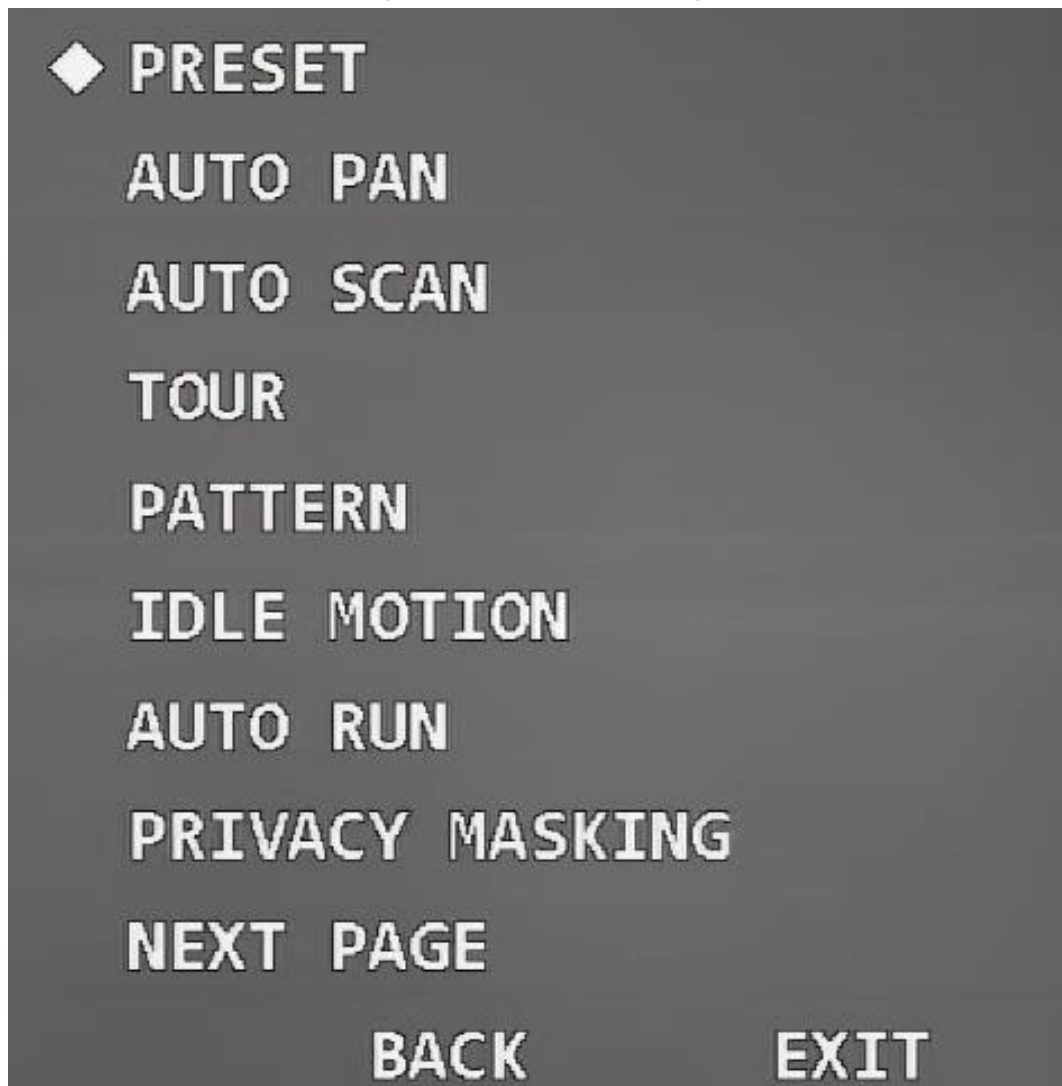 PRESET
AUTO PAN
AUTO SCAN
TOUR
PATTERN
IDLE MOTION
AUTO RUN
PRIVACY MASKING
NEXT PAGE
BACK EXIT